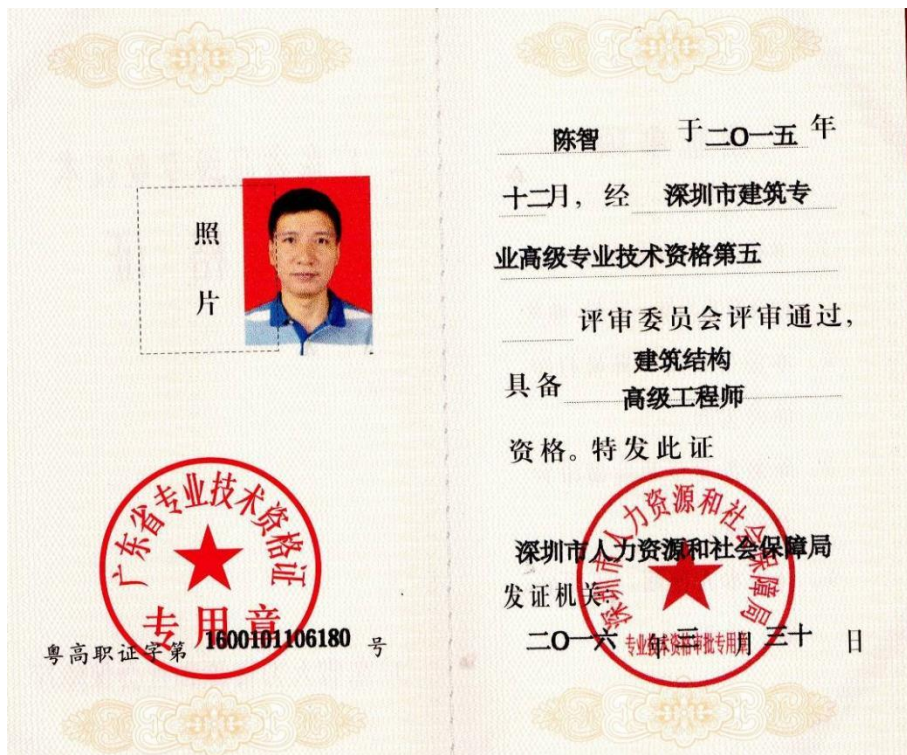 照
片
广东省专业技术资格证
专用章
粤高职证字第 1600101106180 号
陈智 于二O一五年
十二月，经 深圳市建筑专
业高级专业技术资格第五
评审委员会评审通过，
建筑结构
具备
高级工程师
资格。特发此证
深圳市人力资源和社会保障局
深圳市人力资源和社会保障局
发证机关：
二O一六 年三月三十 日
专业技术资格审批专用章